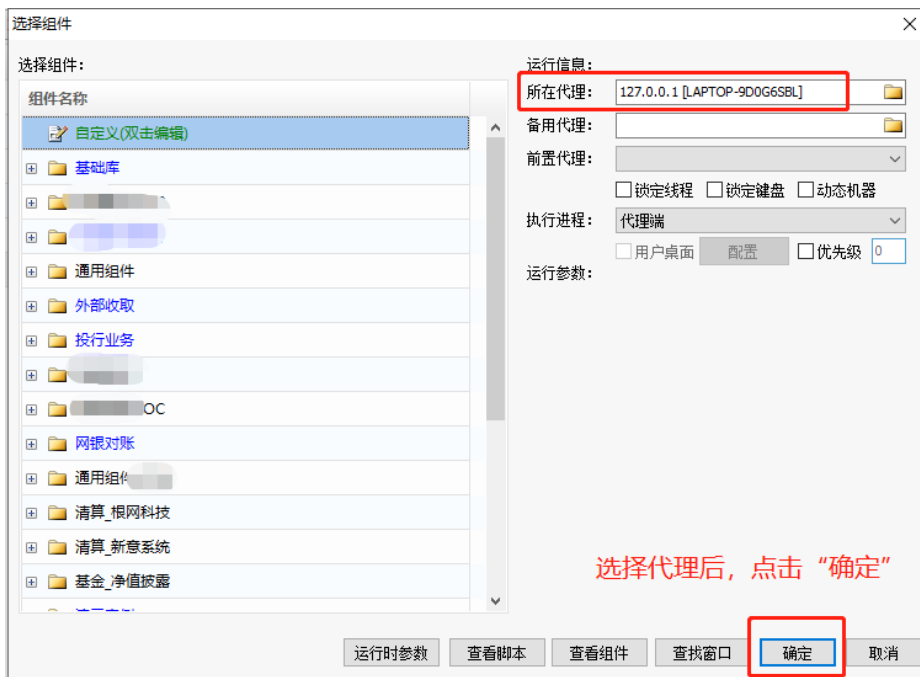 选择组件
选择组件：
组件名称
自定义(双击编辑)
基础库
通用组件
外部收取
投行业务
OC
网银对账
通用组件
清算_根网科技
清算_新意系统
基金_净值披露
运行信息：
所在代理：
127.0.0.1 [LAPTOP-9D0G6SBL]
备用代理：
前置代理：
锁定线程 锁定键盘 动态机器
执行进程：
代理端
用户桌面 配置 优先级 0
运行参数：
选择代理后，点击“确定”
运行时参数 查看脚本 查看组件 查找窗口 确定 取消